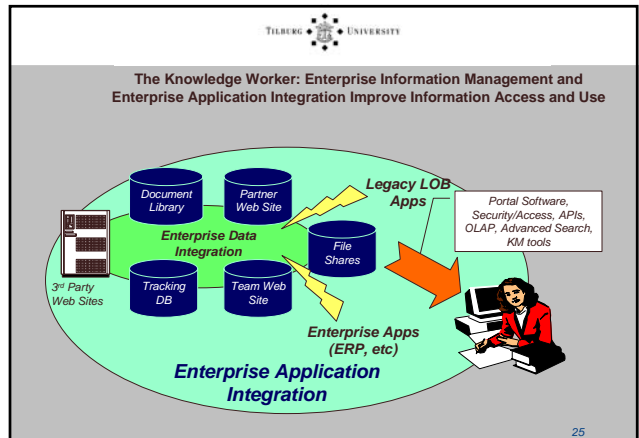 TILBURG UNIVERSITY
The Knowledge Worker: Enterprise Information Management and
Enterprise Application Integration Improve Information Access and Use
Document
Library
Partner
Web Site
Legacy LOB
Apps
Portal Software,
Security/Access, APIs,
OLAP, Advanced Search,
KM tools
Enterprise Data
Integration
File
Shares
3rd Party
Web Sites
Tracking
DB
Team Web
Site
Enterprise Apps
(ERP, etc)
Enterprise Application
Integration
25